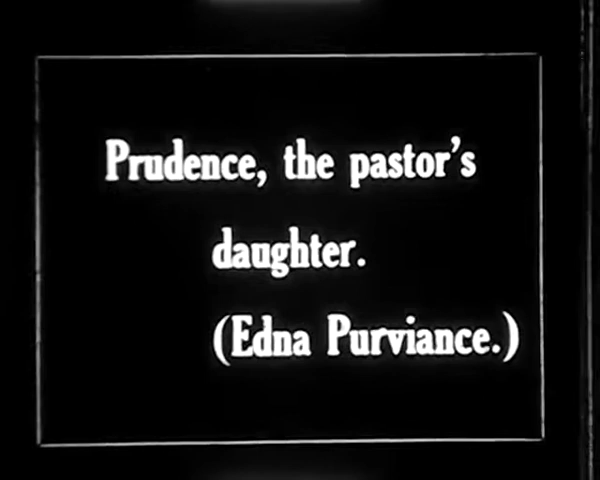 Prudence, the pastor's
daughter.
(Edna Purviance.)